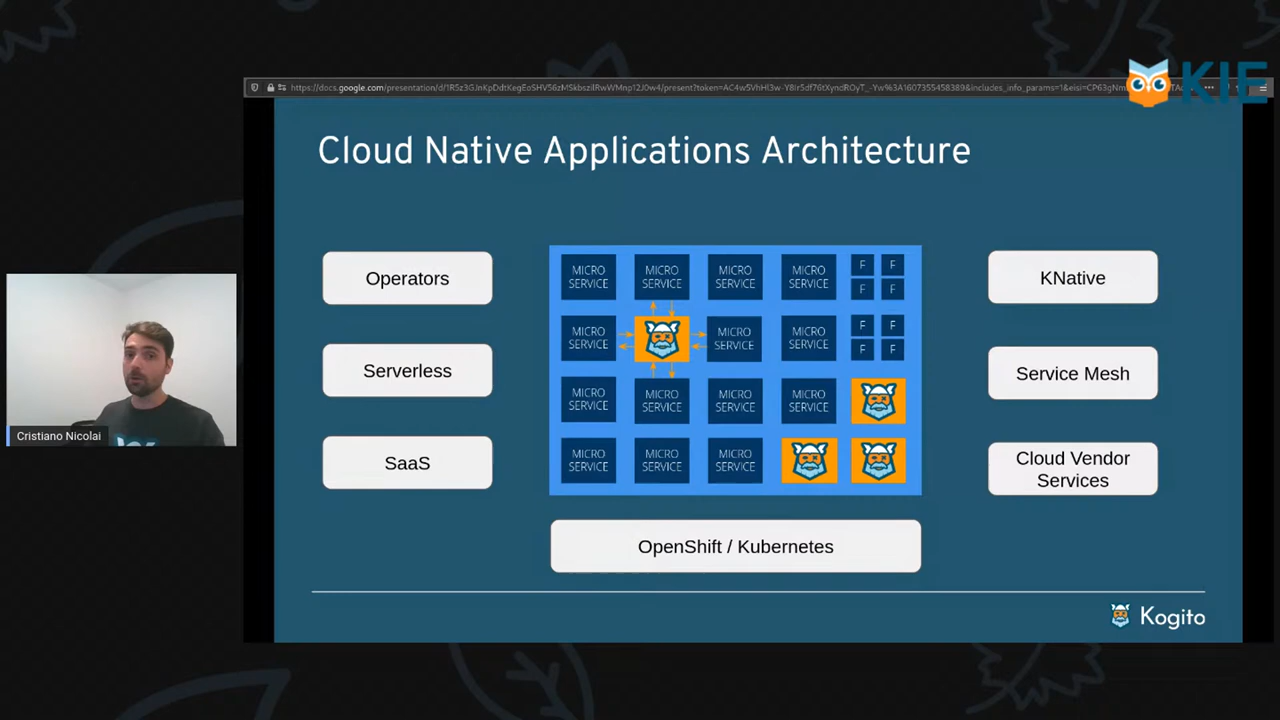 KIE
Cloud Native Applications Architecture
Operators
Serverless
SaaS
MICRO
SERVICE
MICRO
SERVICE
MICRO
SERVICE
MICRO
SERVICE
F F
F F
MICRO
SERVICE
MICRO
SERVICE
MICRO
SERVICE
F F
F F
MICRO
SERVICE
MICRO
SERVICE
MICRO
SERVICE
MICRO
SERVICE
MICRO
SERVICE
MICRO
SERVICE
MICRO
SERVICE
KNative
Service Mesh
Cloud Vendor
Services
OpenShift / Kubernetes
Cristiano Nicolai
Kogito